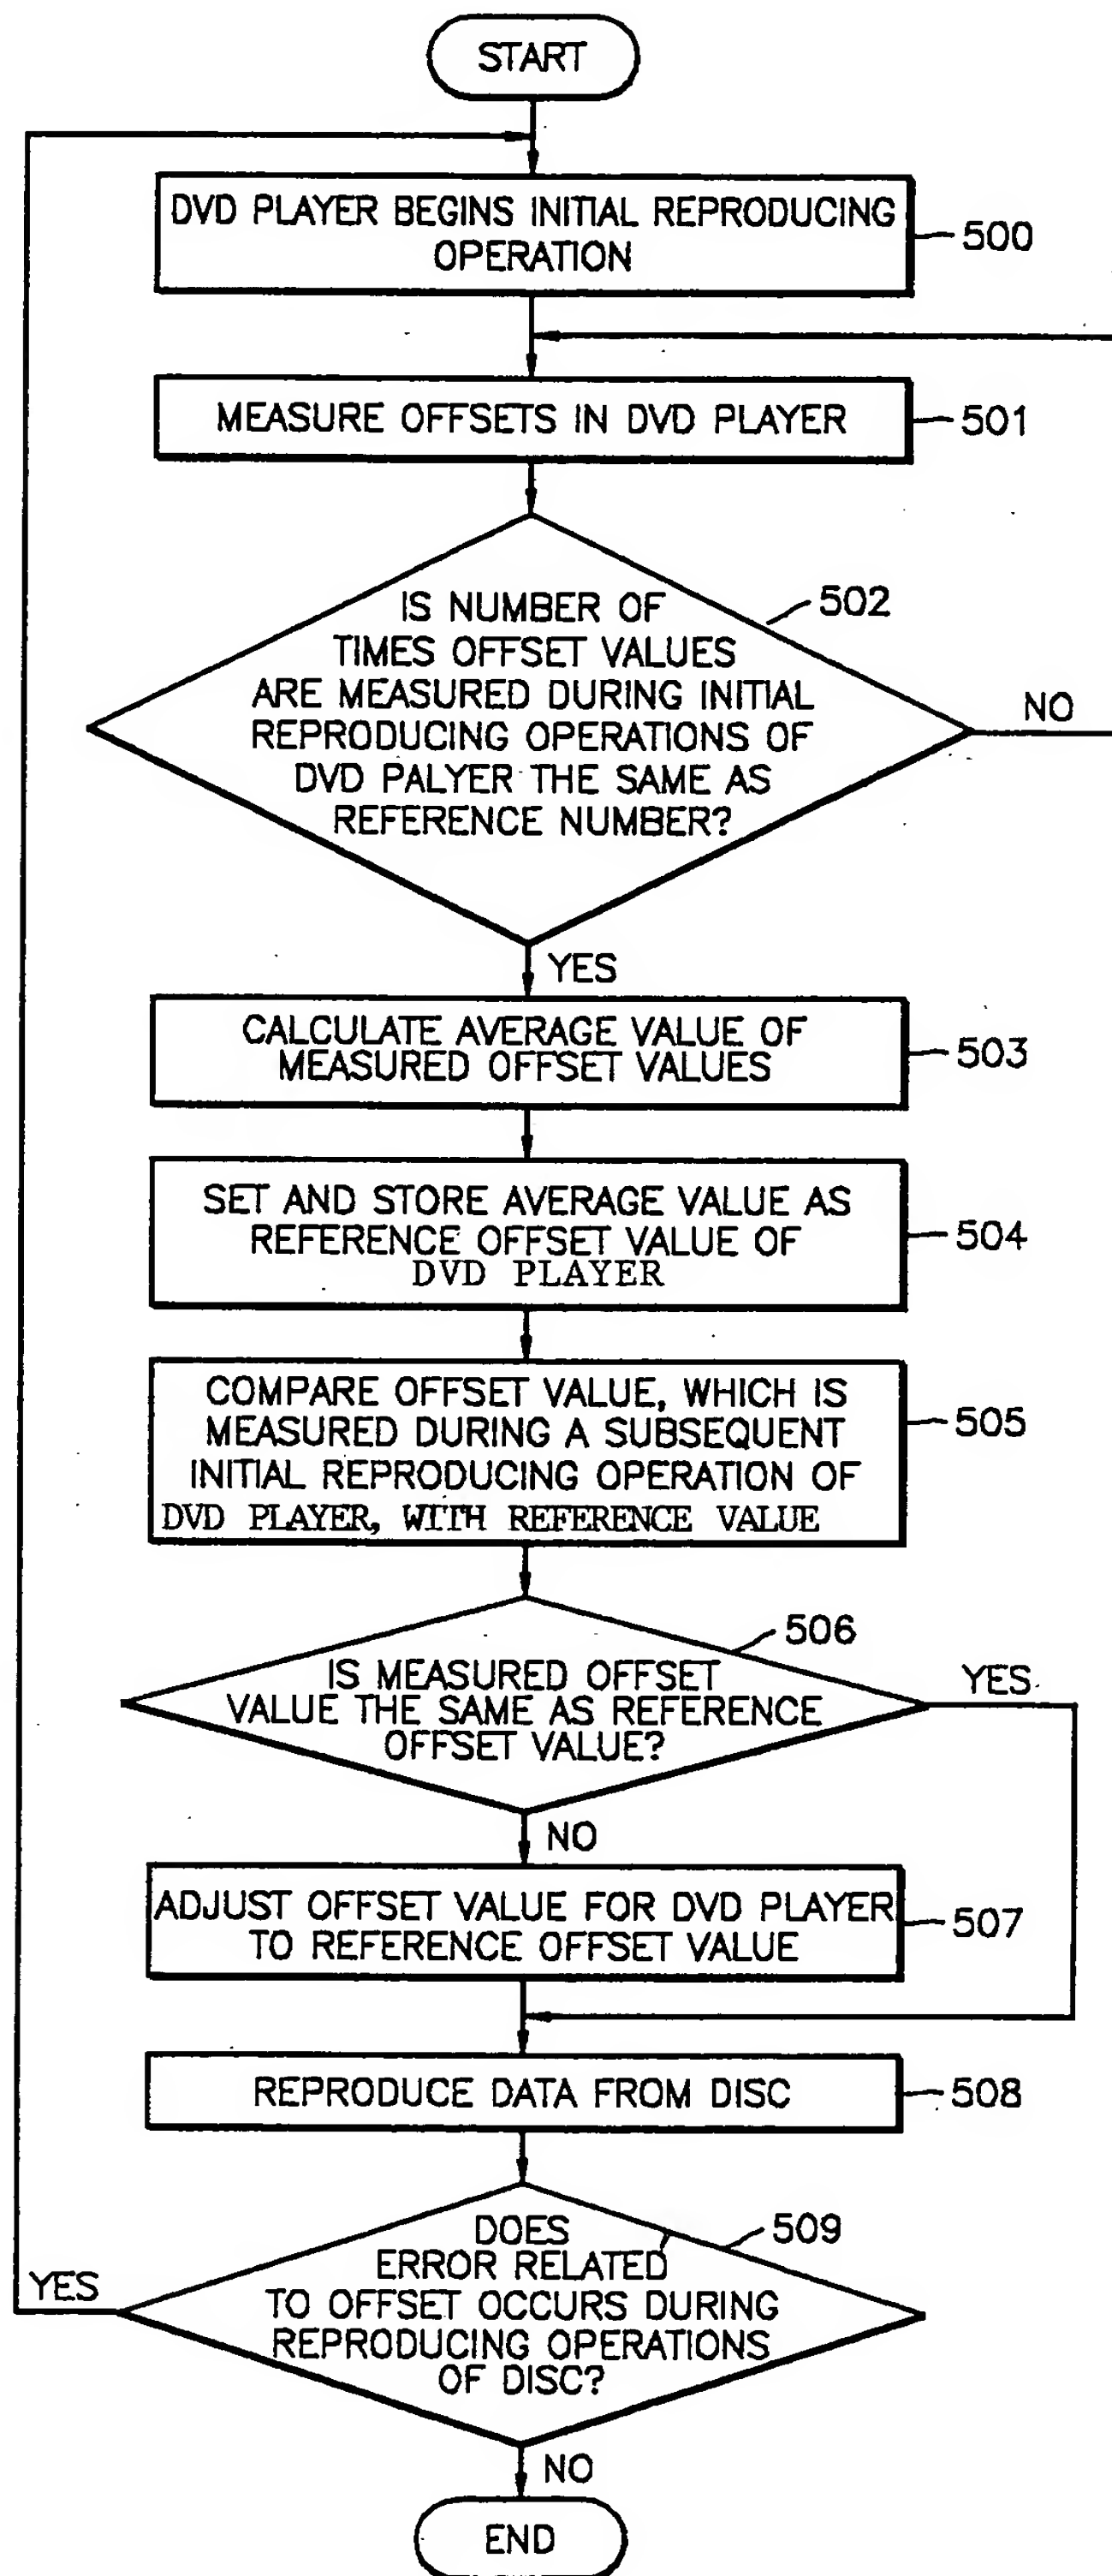 START
DVD PLAYER BEGINS INITIAL REPRODUCING
OPERATION
500
MEASURE OFFSETS IN DVD PLAYER
501
IS NUMBER OF
TIMES OFFSET VALUES
ARE MEASURED DURING INITIAL
REPRODUCING OPERATIONS OF
DVD PALYER THE SAME AS
REFERENCE NUMBER?
502
NO
YES
CALCULATE AVERAGE VALUE OF
MEASURED OFFSET VALUES
503
SET AND STORE AVERAGE VALUE AS
REFERENCE OFFSET VALUE OF
DVD PLAYER
504
COMPARE OFFSET VALUE, WHICH IS
MEASURED DURING A SUBSEQUENT
INITIAL REPRODUCING OPERATION OF
DVD PLAYER, WITH REFERENCE VALUE
505
IS MEASURED OFFSET
VALUE THE SAME AS REFERENCE
OFFSET VALUE?
506
YES
NO
ADJUST OFFSET VALUE FOR DVD PLAYER
TO REFERENCE OFFSET VALUE
507
REPRODUCE DATA FROM DISC
508
DOES
ERROR RELATED
TO OFFSET OCCURS DURING
REPRODUCING OPERATIONS
OF DISC?
509
YES
NO
END